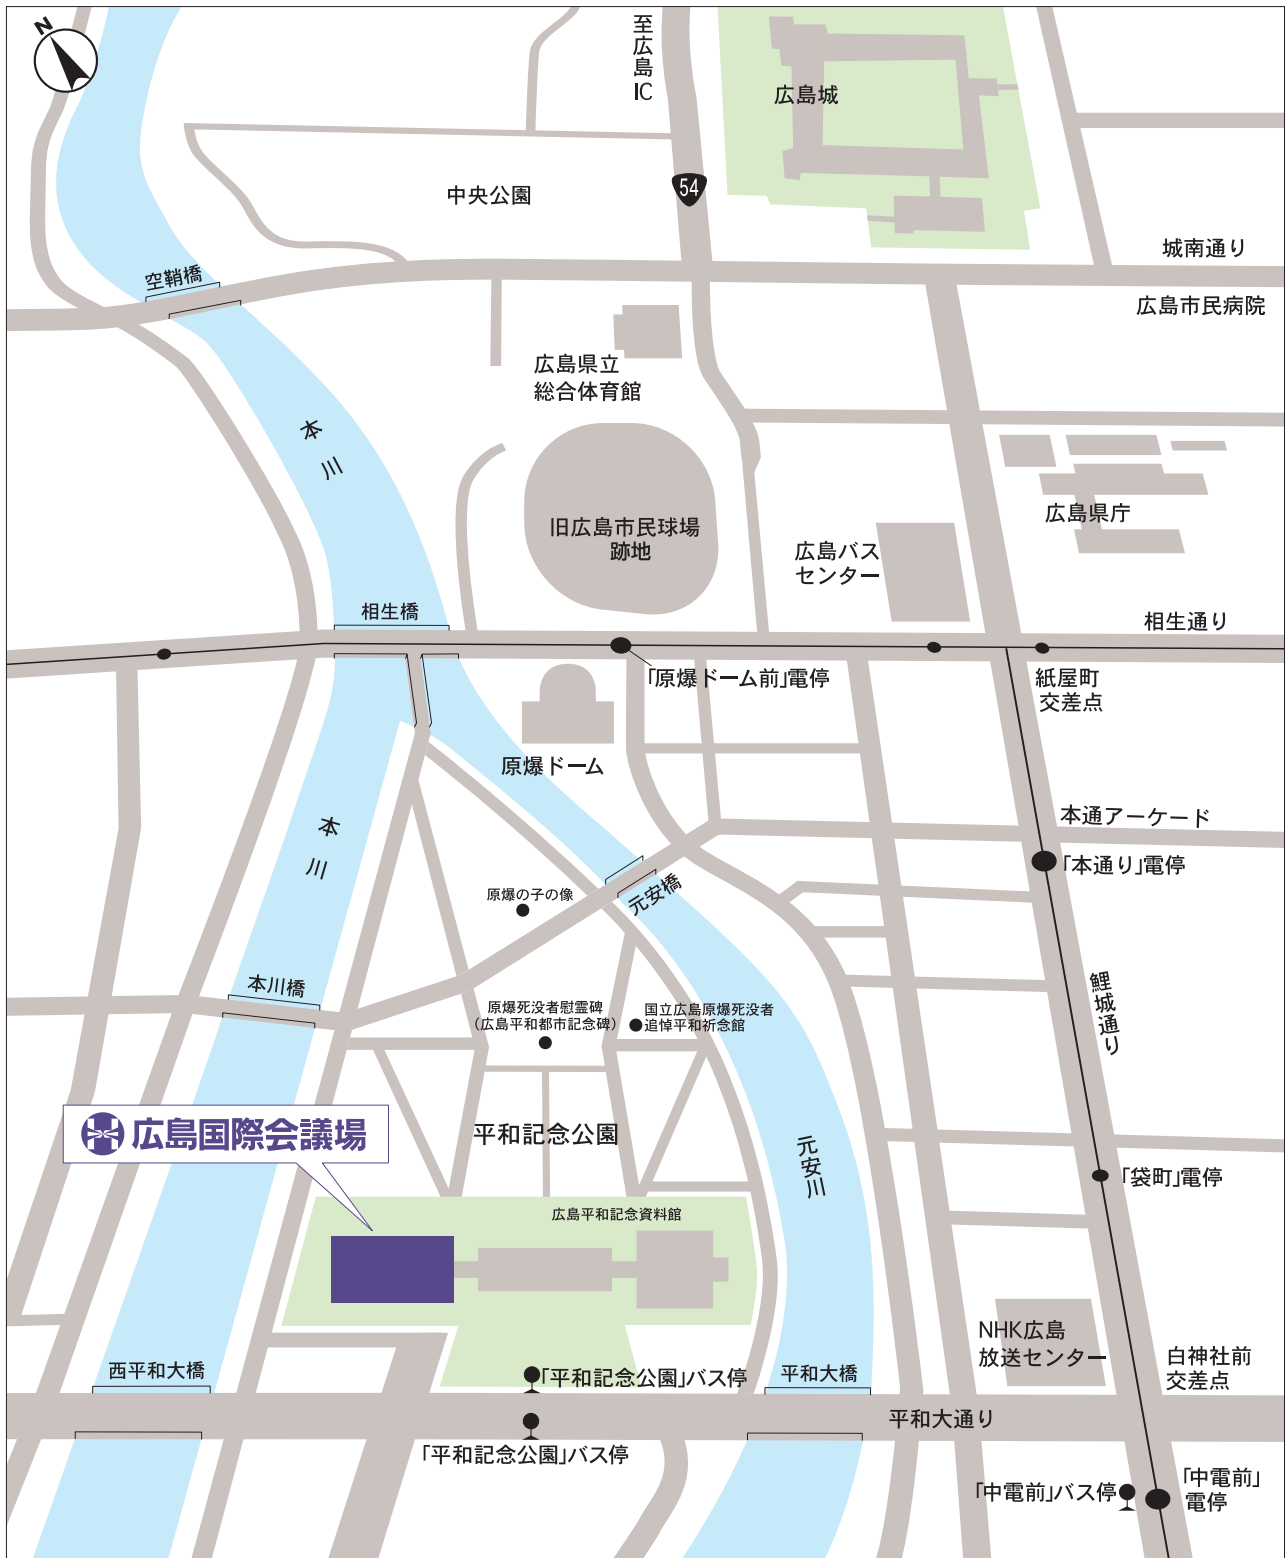 N
至広島IC
広島城
54
中央公園
城南通り
空鞘橋
広島市民病院
広島県立
総合体育館
本川
広島県庁
旧広島市民球場
跡地
広島バス
センター
相生橋
相生通り
「原爆ドーム前」電停
紙屋町
交差点
原爆ドーム
本通アーケード
本川
「本通り」電停
原爆の子の像
元安橋
本川橋
鯉城通り
原爆死没者慰霊碑
(広島平和都市記念碑)
国立広島原爆死没者
追悼平和祈念館
広島国際会議場
平和記念公園
元安川
「袋町」電停
広島平和記念資料館
NHK広島
放送センター
白神社前
交差点
西平和大橋
「平和記念公園」バス停
平和大橋
平和大通り
「平和記念公園」バス停
「中電前」バス停
「中電前」
電停